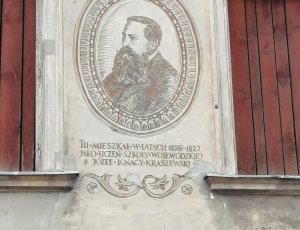 TU MIESZKAŁ W LATACH 1826-1827
JAKO UCZEŃ SZKOŁY WOJEWÓDZKIEJ
JÓZEF IGNACY KRASZEWSKI